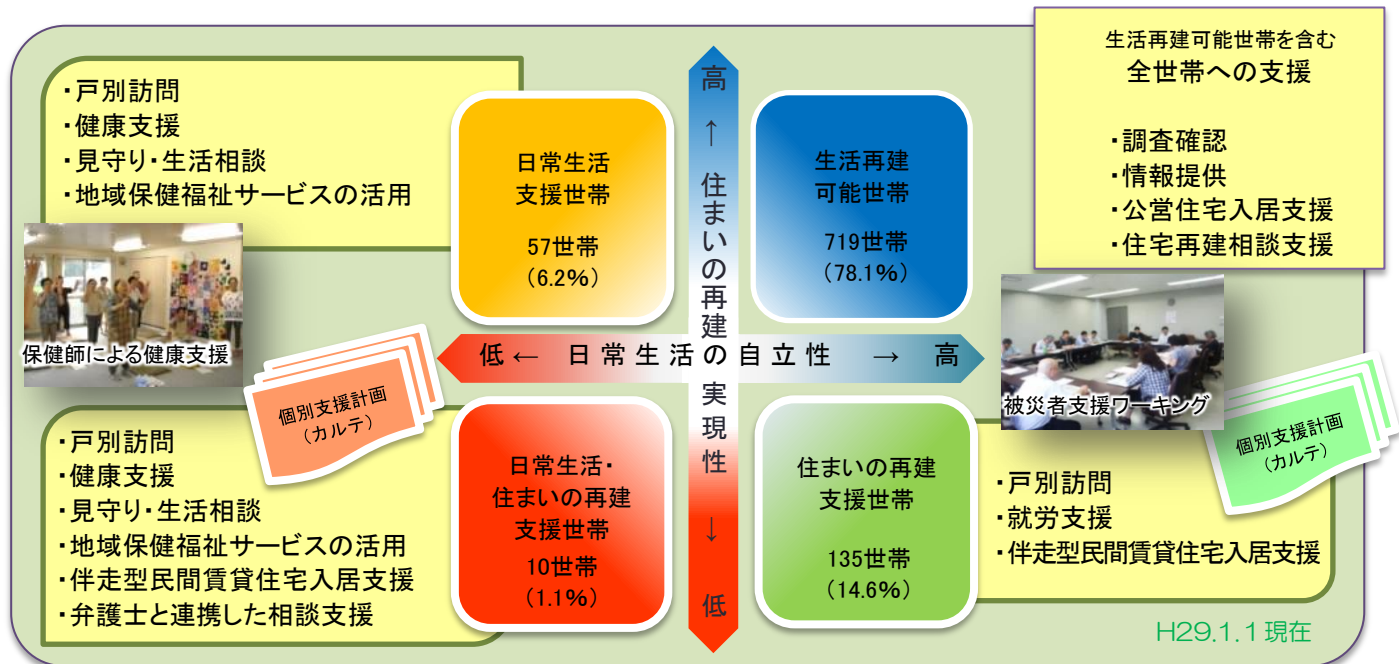 ・戸別訪問
・健康支援
・見守り・生活相談
・地域保健福祉サービスの活用
保健師による健康支援
日常生活
支援世帯
57世帯
（6.2%）
高 ↑ 住まいの再建の実現性 ↓ 低
生活再建
可能世帯
719世帯
（78.1%）
生活再建可能世帯を含む
全世帯への支援
・調査確認
・情報提供
・公営住宅入居支援
・住宅再建相談支援
被災者支援ワーキング
低 ← 日常生活の自立性 → 高
個別支援計画
（カルテ）
・戸別訪問
・健康支援
・見守り・生活相談
・地域保健福祉サービスの活用
・伴走型民間賃貸住宅入居支援
・弁護士と連携した相談支援
日常生活・
住まいの再建
支援世帯
10世帯
（1.1%）
住まいの再建
支援世帯
135世帯
（14.6%）
個別支援計画
（カルテ）
・戸別訪問
・就労支援
・伴走型民間賃貸住宅入居支援
H29.1.1現在